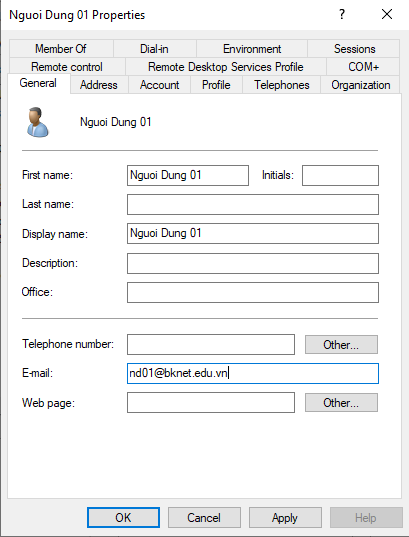 Nguoi Dung 01 Properties ? ×
Member Of Dial-in Environment Sessions
Remote control Remote Desktop Services Profile COM+
General Address Account Profile Telephones Organization
Nguoi Dung 01
First name: Nguoi Dung 01 Initials:
Last name:
Display name: Nguoi Dung 01
Description:
Office:
Telephone number: Other...
E-mail: nd01@bknet.edu.vn
Web page: Other...
OK Cancel Apply Help